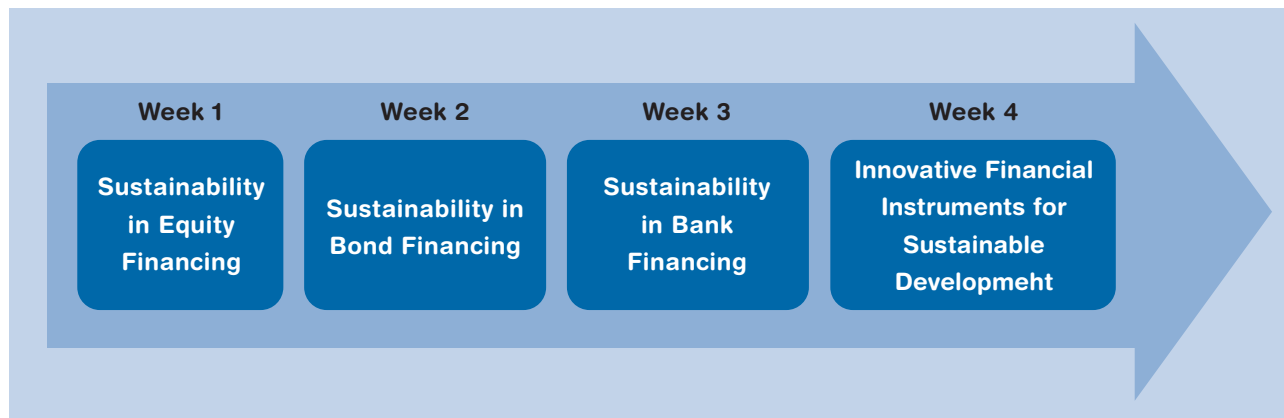 Week 1
Sustainability
in Equity
Financing
Week 2
Sustainability in
Bond Financing
Week 3
Sustainability
in Bank
Financing
Week 4
Innovative Financial
Instruments for
Sustainable
Developmeht